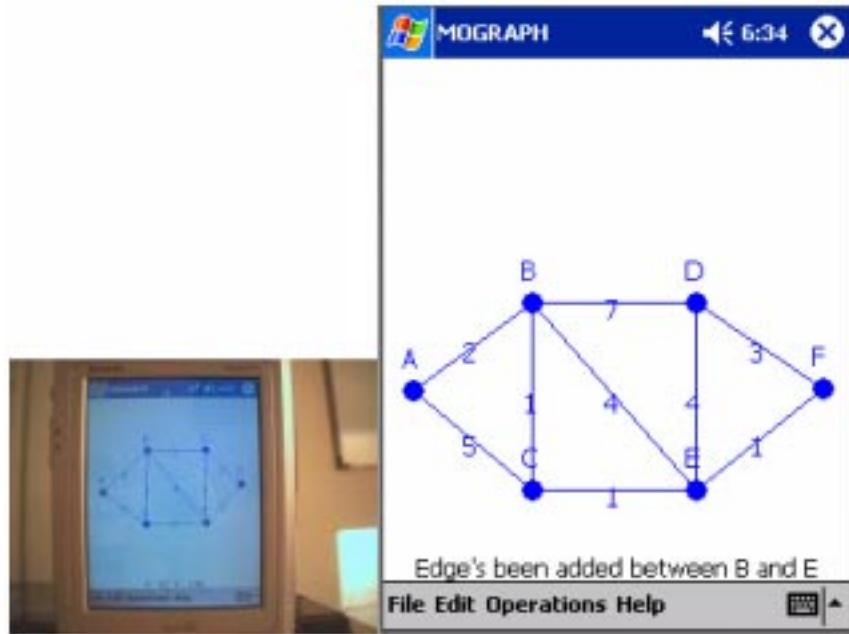 MOGRAPH 6:34
B D
7
A F
2 3
1 4 4
5 C E 1
1
Edge's been added between B and E
File Edit Operations Help